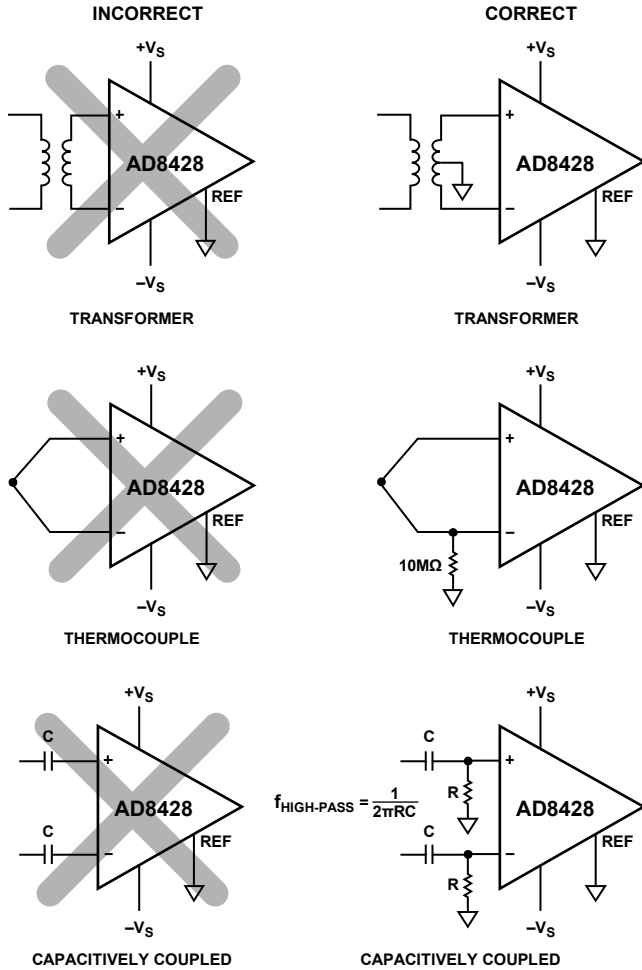 INCORRECT
CORRECT
+VS
+
AD8428
−
REF
−VS
TRANSFORMER
+VS
+
AD8428
−
REF
−VS
TRANSFORMER
+VS
+
AD8428
−
REF
−VS
THERMOCOUPLE
+VS
+
AD8428
−
REF
10MΩ
−VS
THERMOCOUPLE
+VS
C
+
AD8428
C
−
REF
−VS
CAPACITIVELY COUPLED
+VS
C
+
R
AD8428
fHIGH-PASS = 1/2πRC
C
−
R
REF
−VS
CAPACITIVELY COUPLED